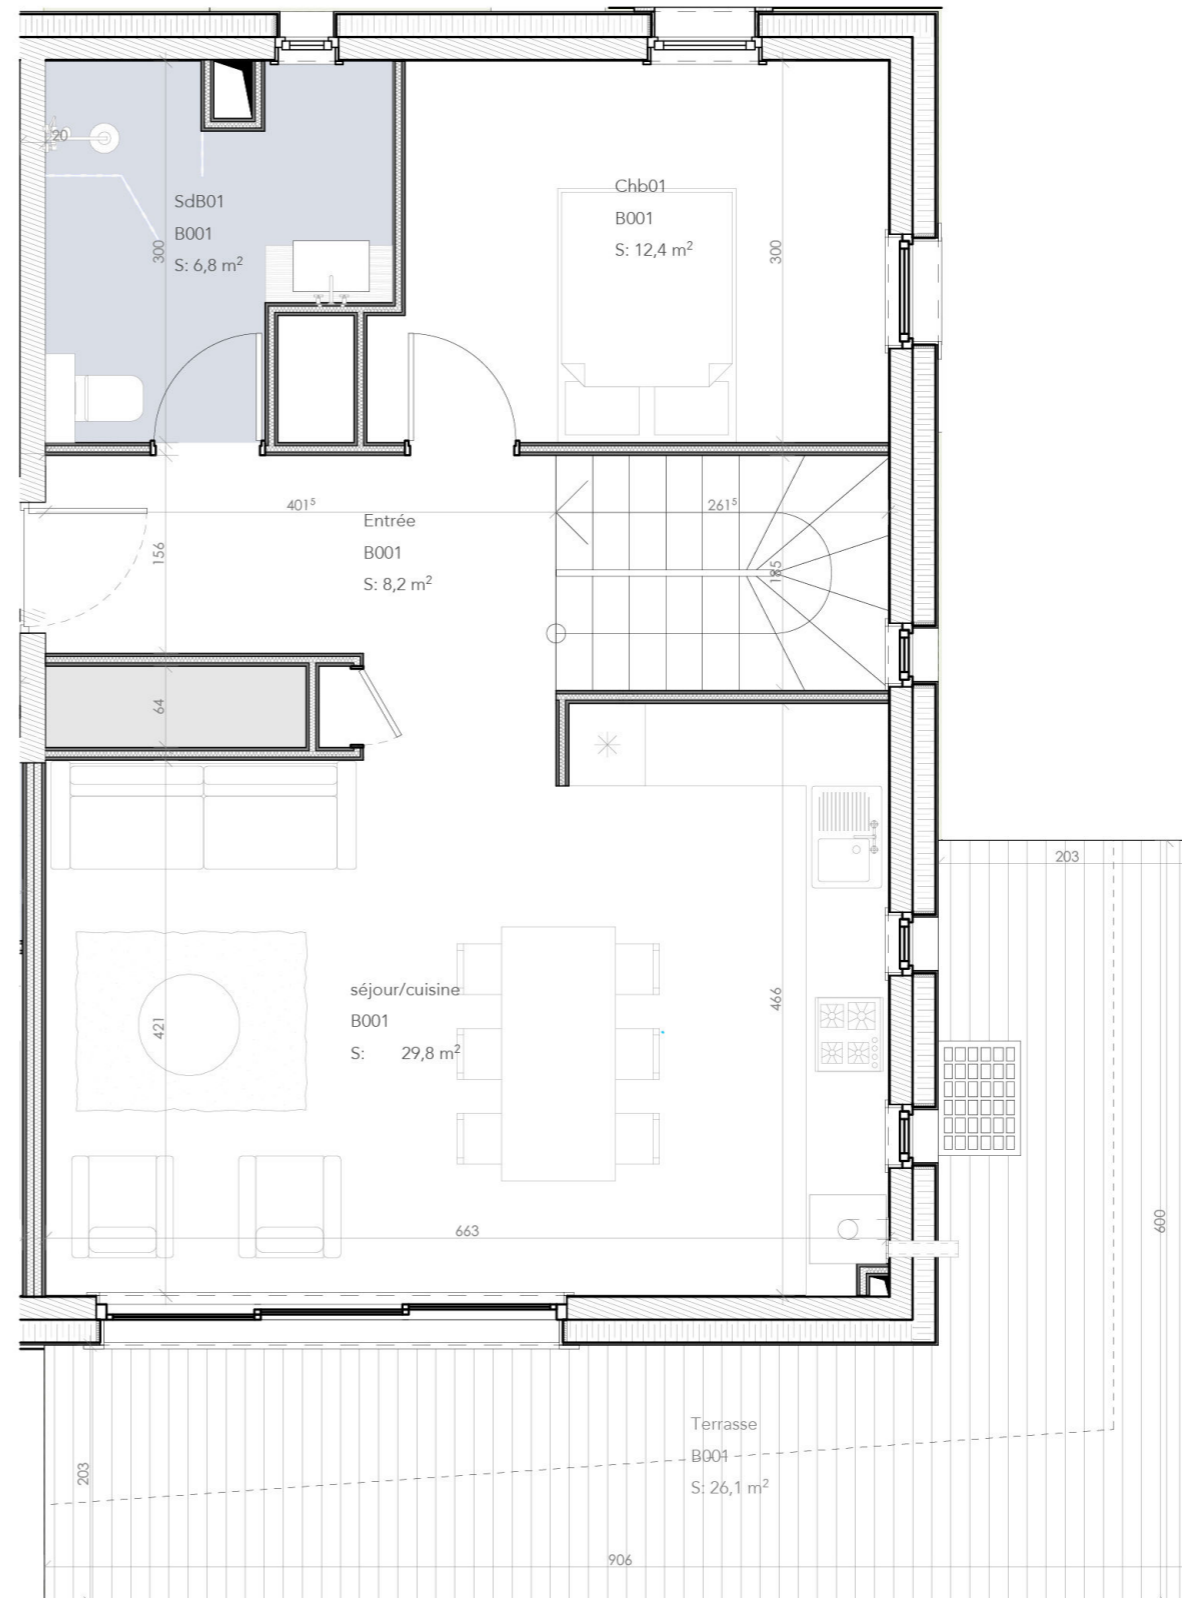 20
SdB01
B001
S: 6,8 m²
300
Chb01
B001
S: 12,4 m²
300
401⁵
261⁵
Entrée
B001
S: 8,2 m²
156
185
64
203
séjour/cuisine
B001
S: 29,8 m²
421
466
663
600
Terrasse
B001
S: 26,1 m²
203
906